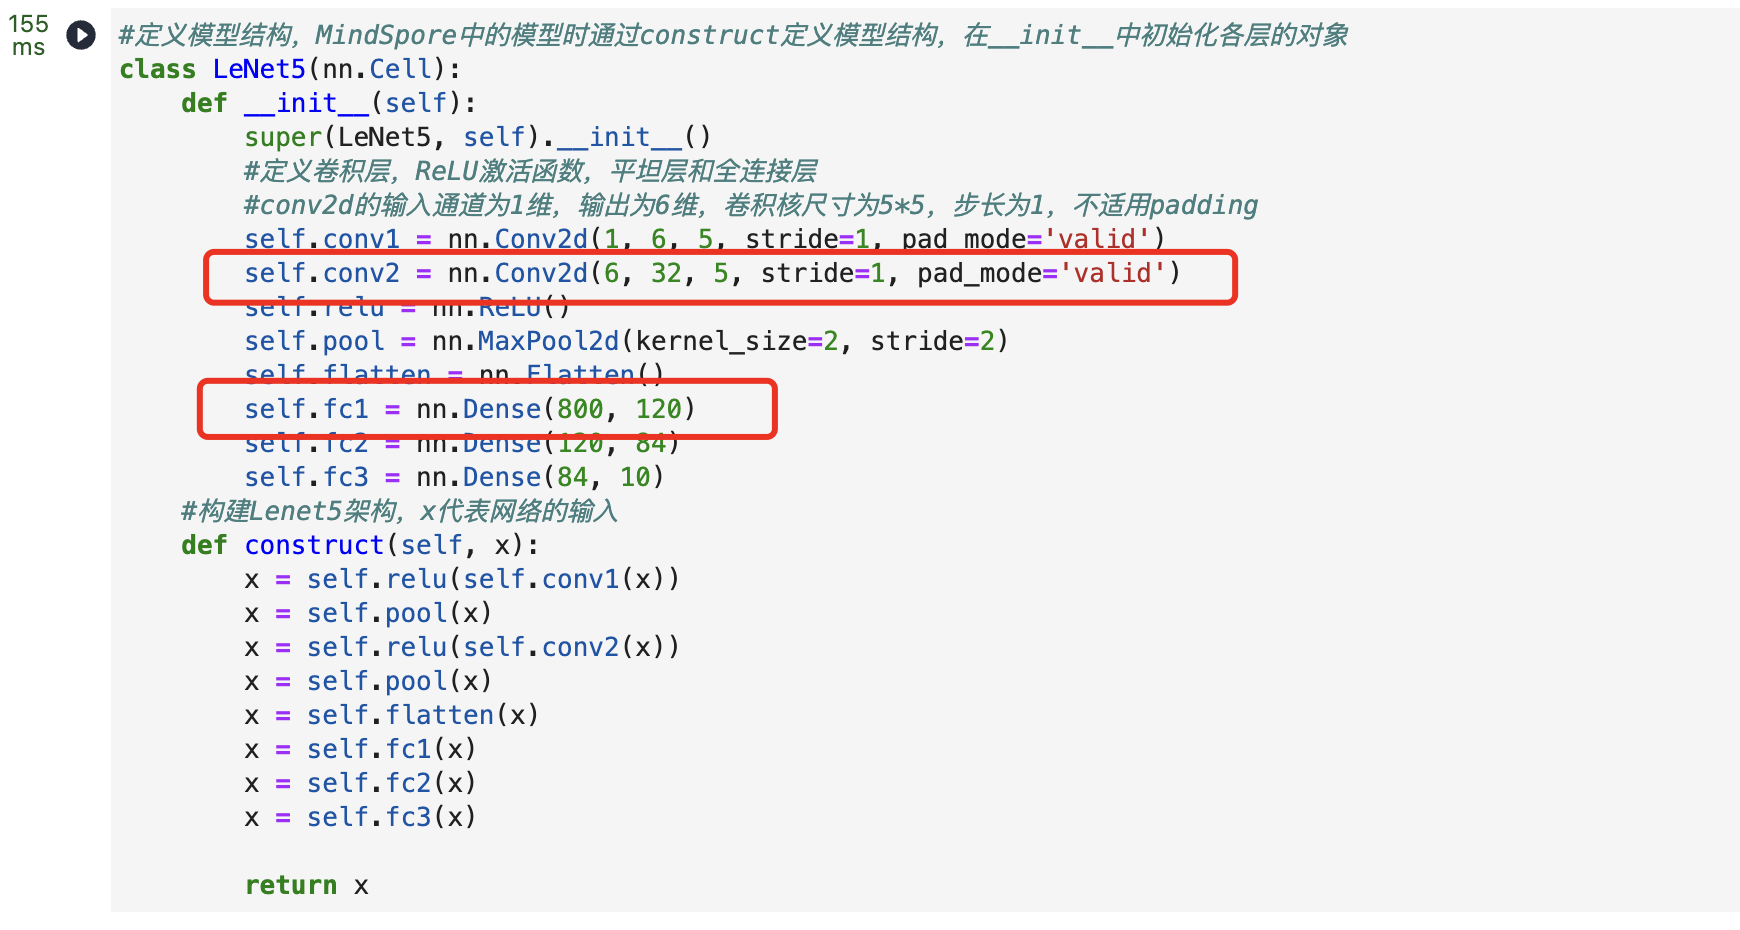 155
ms
#定义模型结构，MindSpore中的模型时通过construct定义模型结构，在__init__中初始化各层的对象
class LeNet5(nn.Cell):
    def __init__(self):
        super(LeNet5, self).__init__()
        #定义卷积层，ReLU激活函数，平坦层和全连接层
        #conv2d的输入通道为1维，输出为6维，卷积核尺寸为5*5，步长为1，不适用padding
        self.conv1 = nn.Conv2d(1, 6, 5, stride=1, pad_mode='valid')
        self.conv2 = nn.Conv2d(6, 32, 5, stride=1, pad_mode='valid')
        self.relu = nn.ReLU()
        self.pool = nn.MaxPool2d(kernel_size=2, stride=2)
        self.flatten = nn.Flatten()
        self.fc1 = nn.Dense(800, 120)
        self.fc2 = nn.Dense(120, 84)
        self.fc3 = nn.Dense(84, 10)
    #构建Lenet5架构，x代表网络的输入
    def construct(self, x):
        x = self.relu(self.conv1(x))
        x = self.pool(x)
        x = self.relu(self.conv2(x))
        x = self.pool(x)
        x = self.flatten(x)
        x = self.fc1(x)
        x = self.fc2(x)
        x = self.fc3(x)
        return x